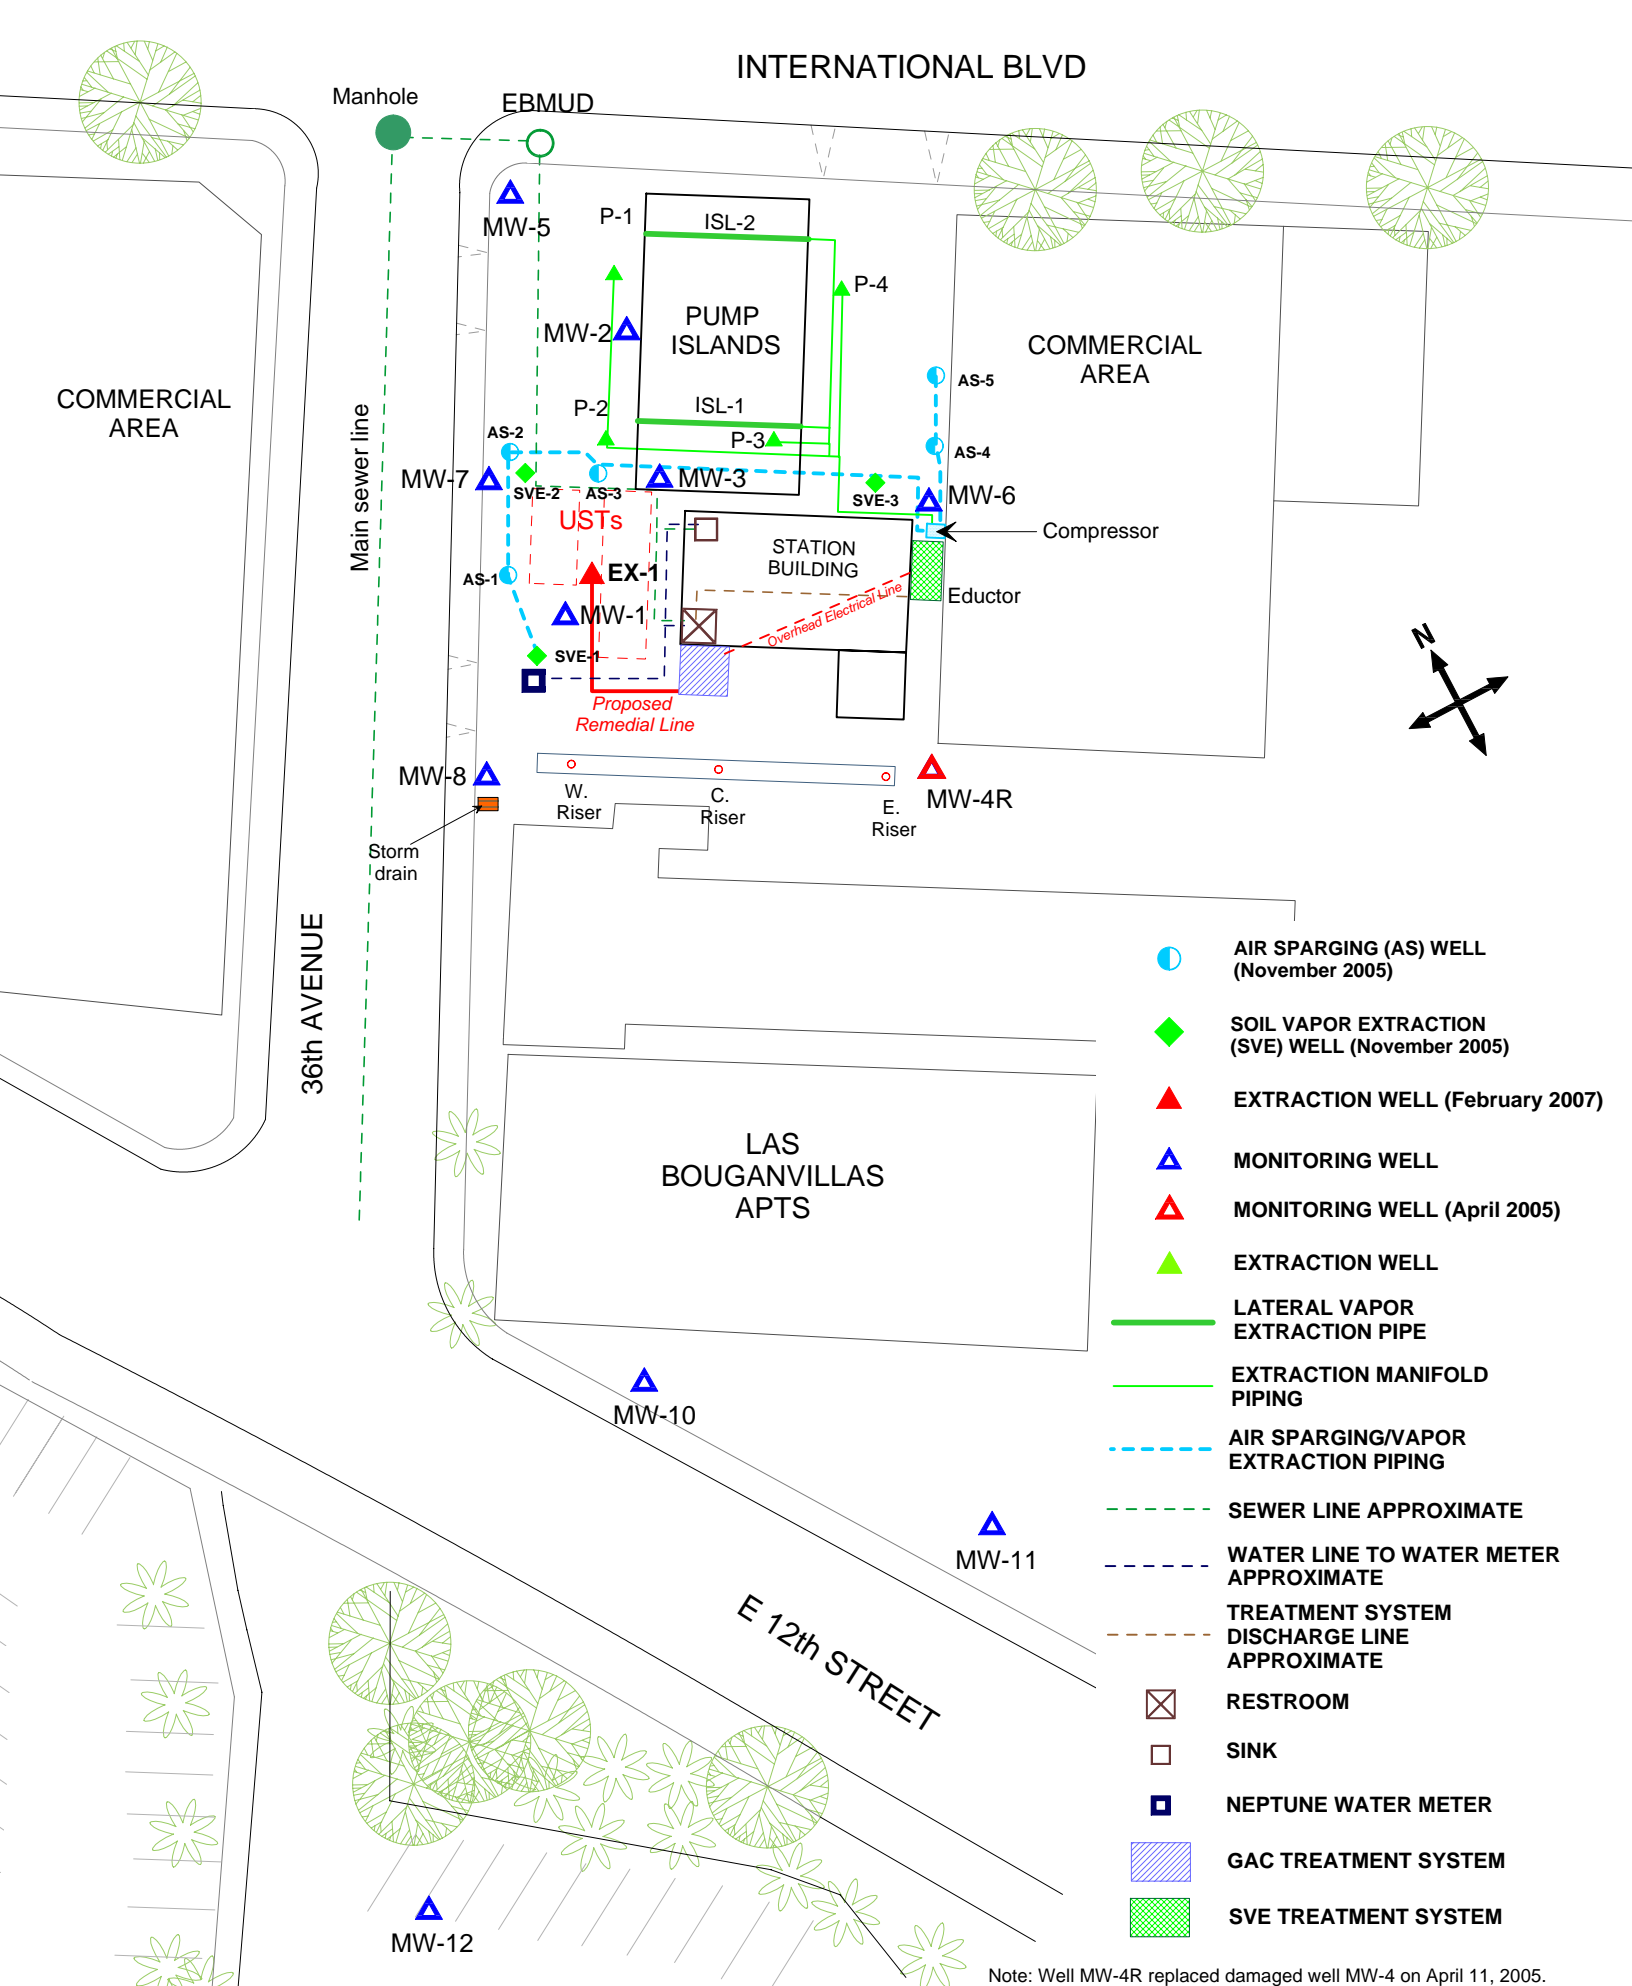 INTERNATIONAL BLVD
Manhole
EBMUD
MW-5
P-1
ISL-2
P-4
PUMP
ISLANDS
MW-2
COMMERCIAL
AREA
COMMERCIAL
AREA
AS-5
P-2
ISL-1
P-3
AS-2
AS-4
Main sewer line
MW-7
SVE-2
AS-3
MW-3
SVE-3
MW-6
USTs
Compressor
STATION
BUILDING
AS-1
EX-1
Eductor
Overhead Electrical Line
MW-1
SVE-1
N
Proposed
Remedial Line
MW-8
W.
Riser
C.
Riser
E.
Riser
MW-4R
Storm
drain
36th AVENUE
LAS
BOUGANVILLAS
APTS
MW-10
MW-11
E 12th STREET
MW-12
AIR SPARGING (AS) WELL
(November 2005)
SOIL VAPOR EXTRACTION
(SVE) WELL (November 2005)
EXTRACTION WELL (February 2007)
MONITORING WELL
MONITORING WELL (April 2005)
EXTRACTION WELL
LATERAL VAPOR
EXTRACTION PIPE
EXTRACTION MANIFOLD
PIPING
AIR SPARGING/VAPOR
EXTRACTION PIPING
SEWER LINE APPROXIMATE
WATER LINE TO WATER METER
APPROXIMATE
TREATMENT SYSTEM
DISCHARGE LINE
APPROXIMATE
RESTROOM
SINK
NEPTUNE WATER METER
GAC TREATMENT SYSTEM
SVE TREATMENT SYSTEM
Note: Well MW-4R replaced damaged well MW-4 on April 11, 2005.